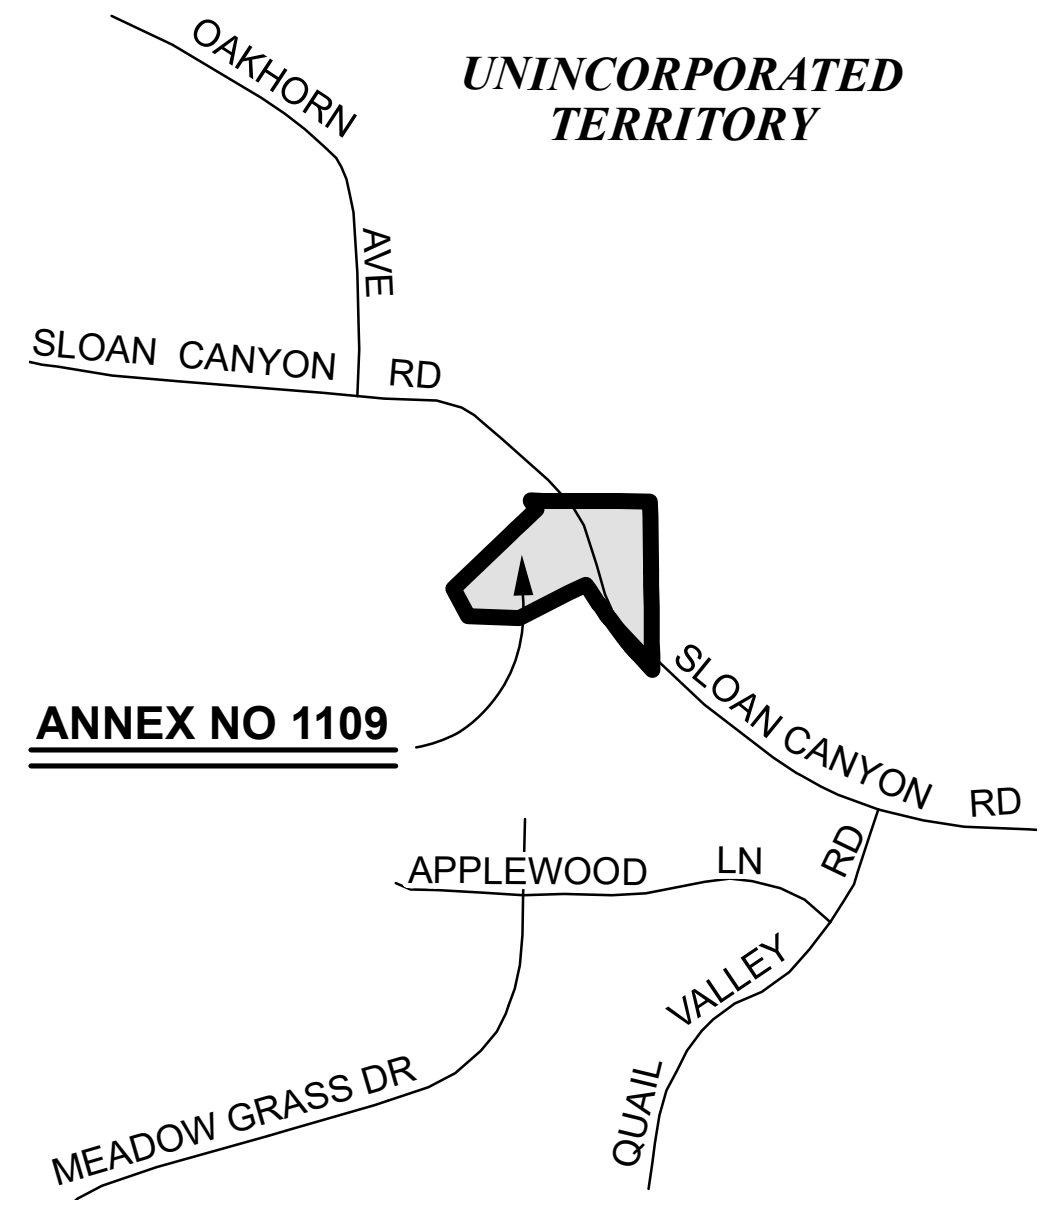 OAKHORN AVE
UNINCORPORATED
TERRITORY
SLOAN CANYON RD
ANNEX NO 1109
SLOAN CANYON RD
APPLEWOOD LN
QUAIL VALLEY RD
MEADOW GRASS DR